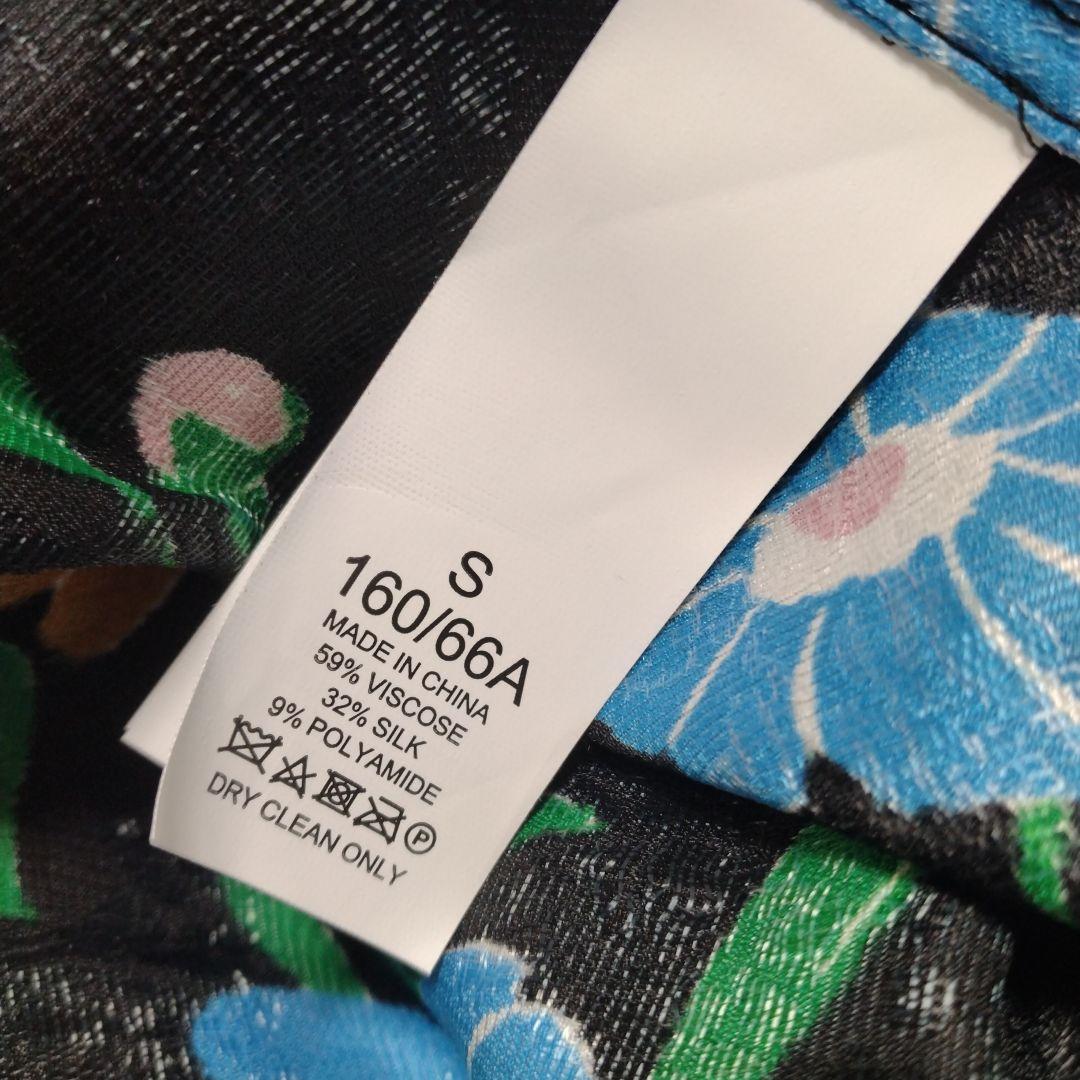 S
160/66A
MADE IN CHINA
59% VISCOSE
32% SILK
9% POLYAMIDE
P
DRY CLEAN ONLY